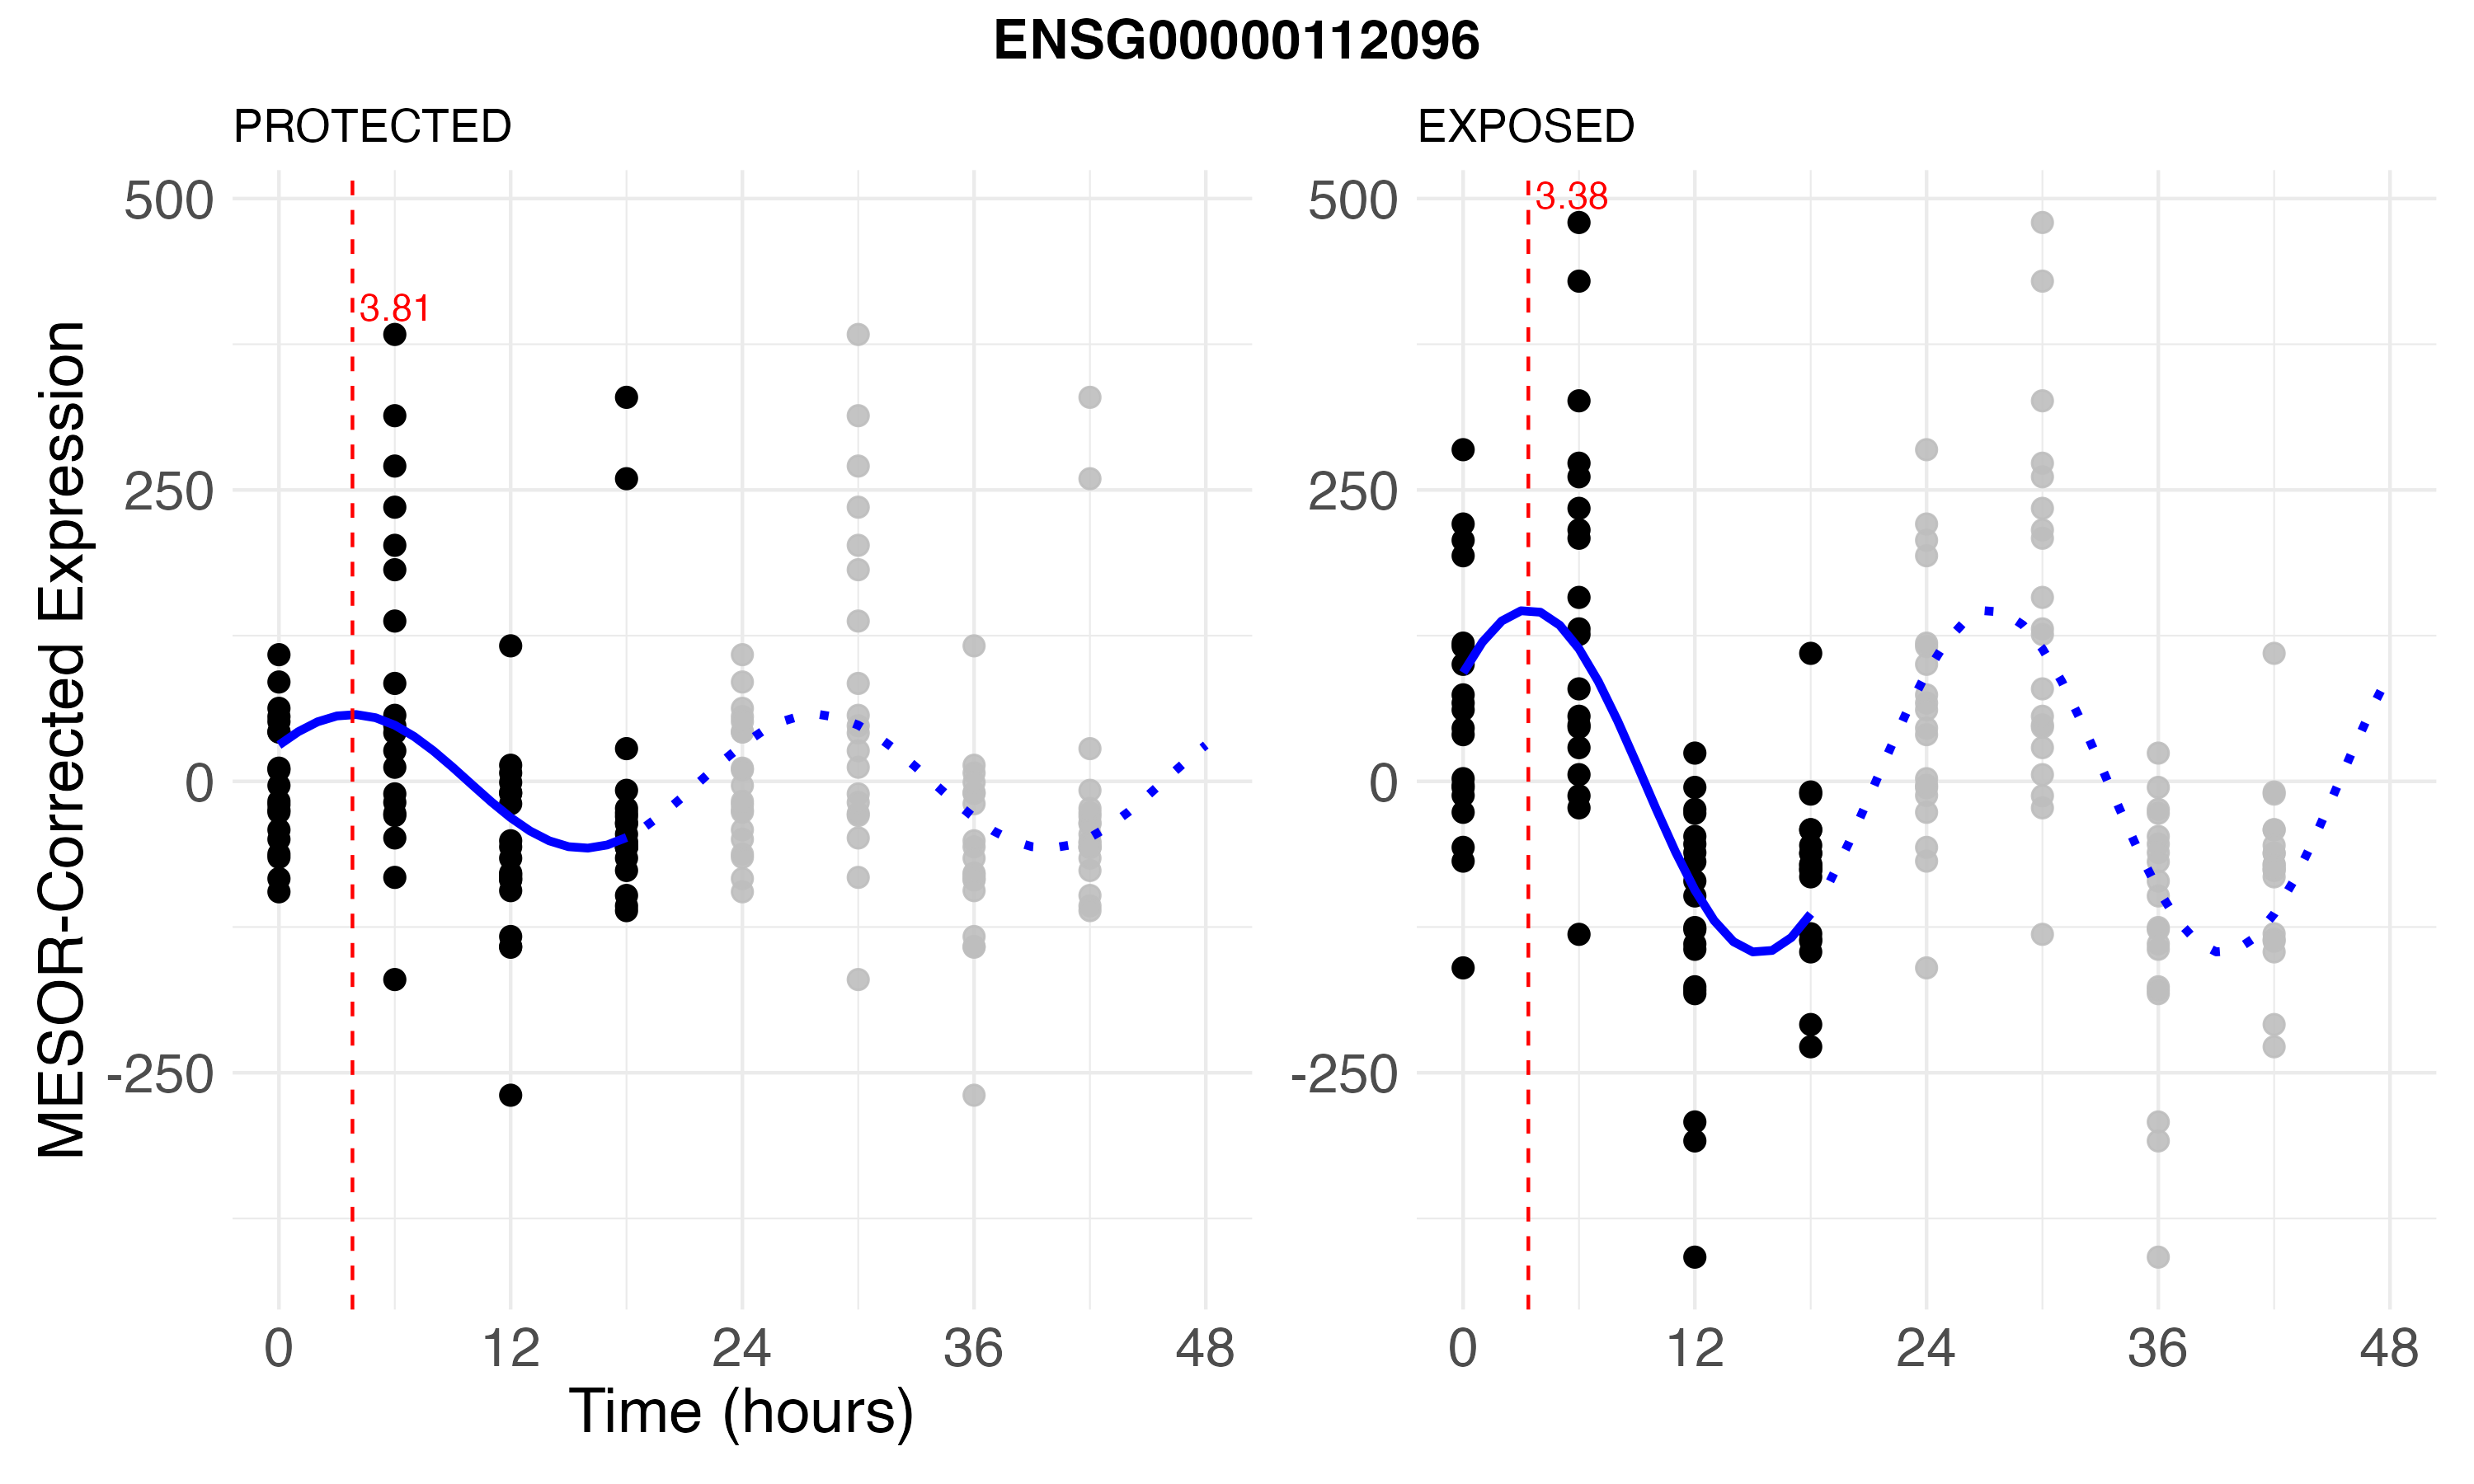 ENSG00000112096
PROTECTED
EXPOSED
MESOR-Corrected Expression
500
250
0
-250
3.81
0 12 24 36 48
Time (hours)
500
250
0
-250
3.38
0 12 24 36 48